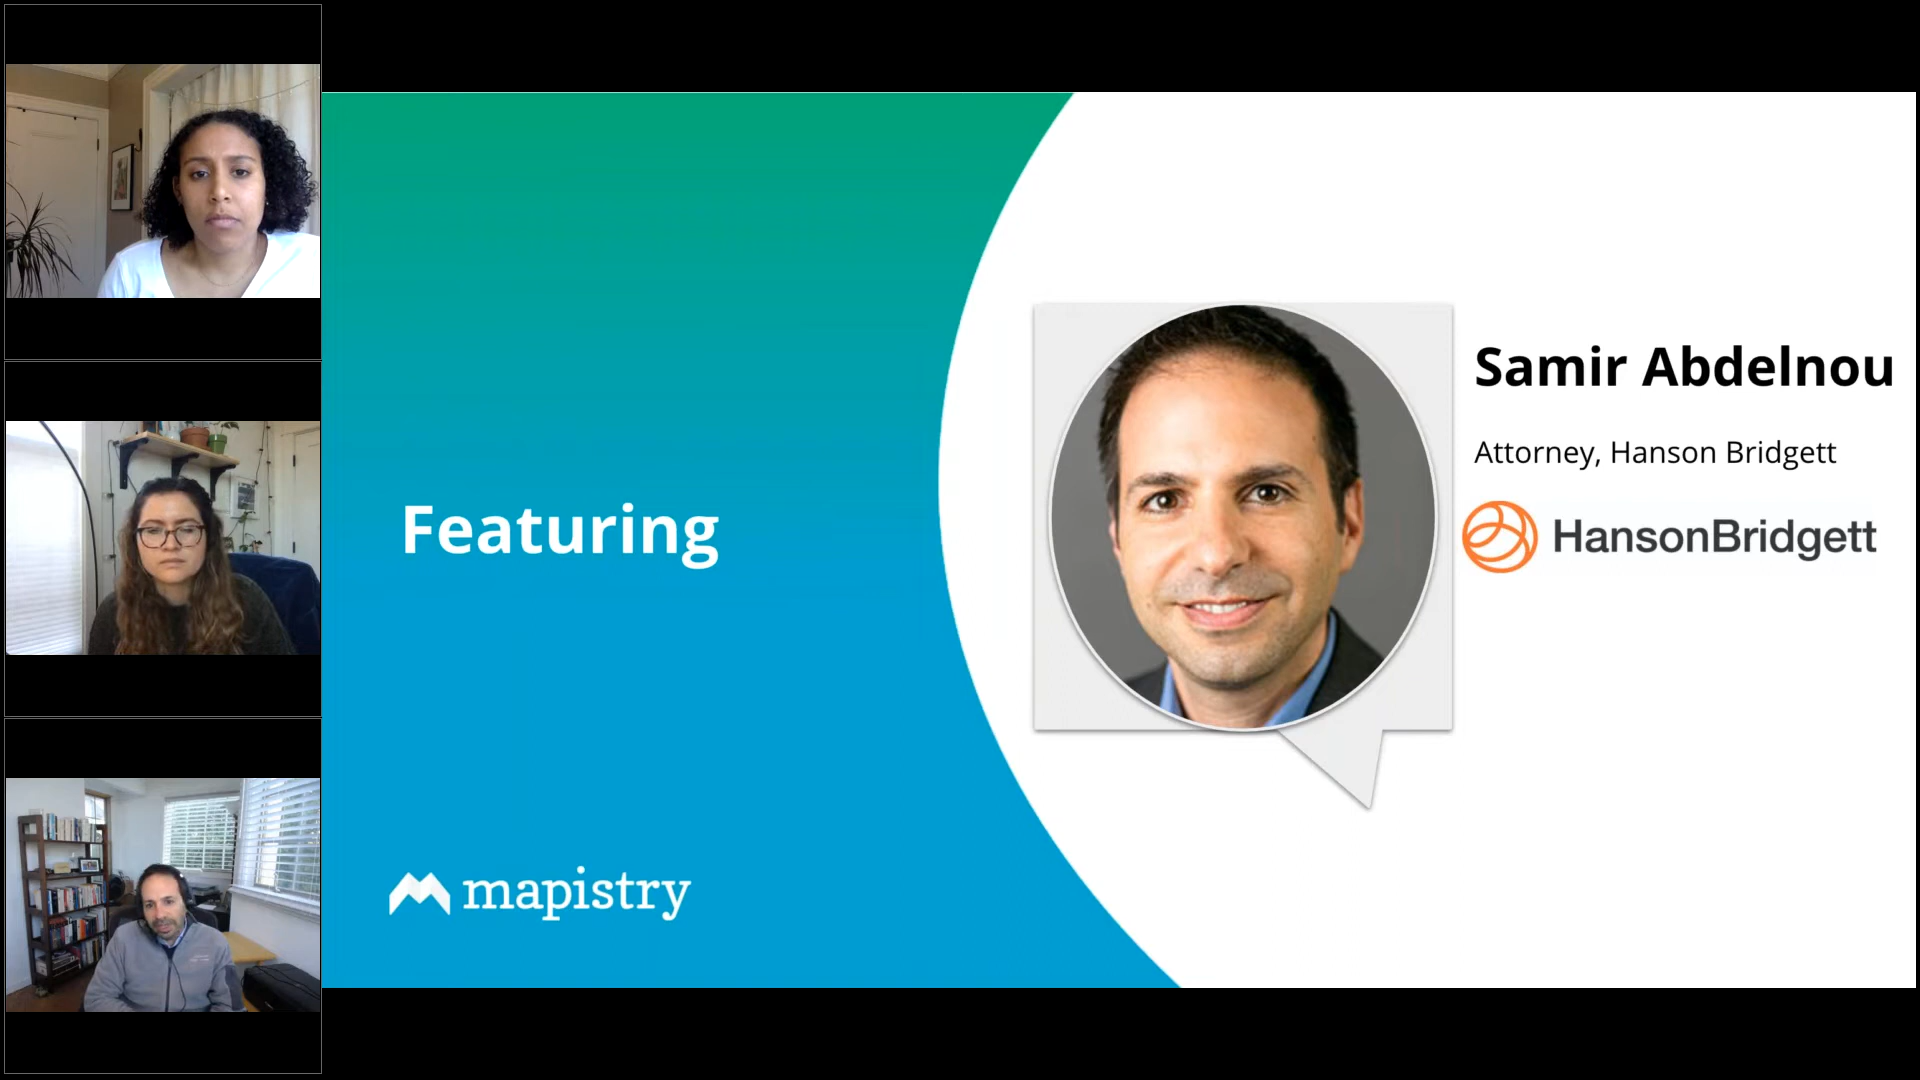 Featuring
Samir Abdelnou
Attorney, Hanson Bridgett
HansonBridgett
mapistry